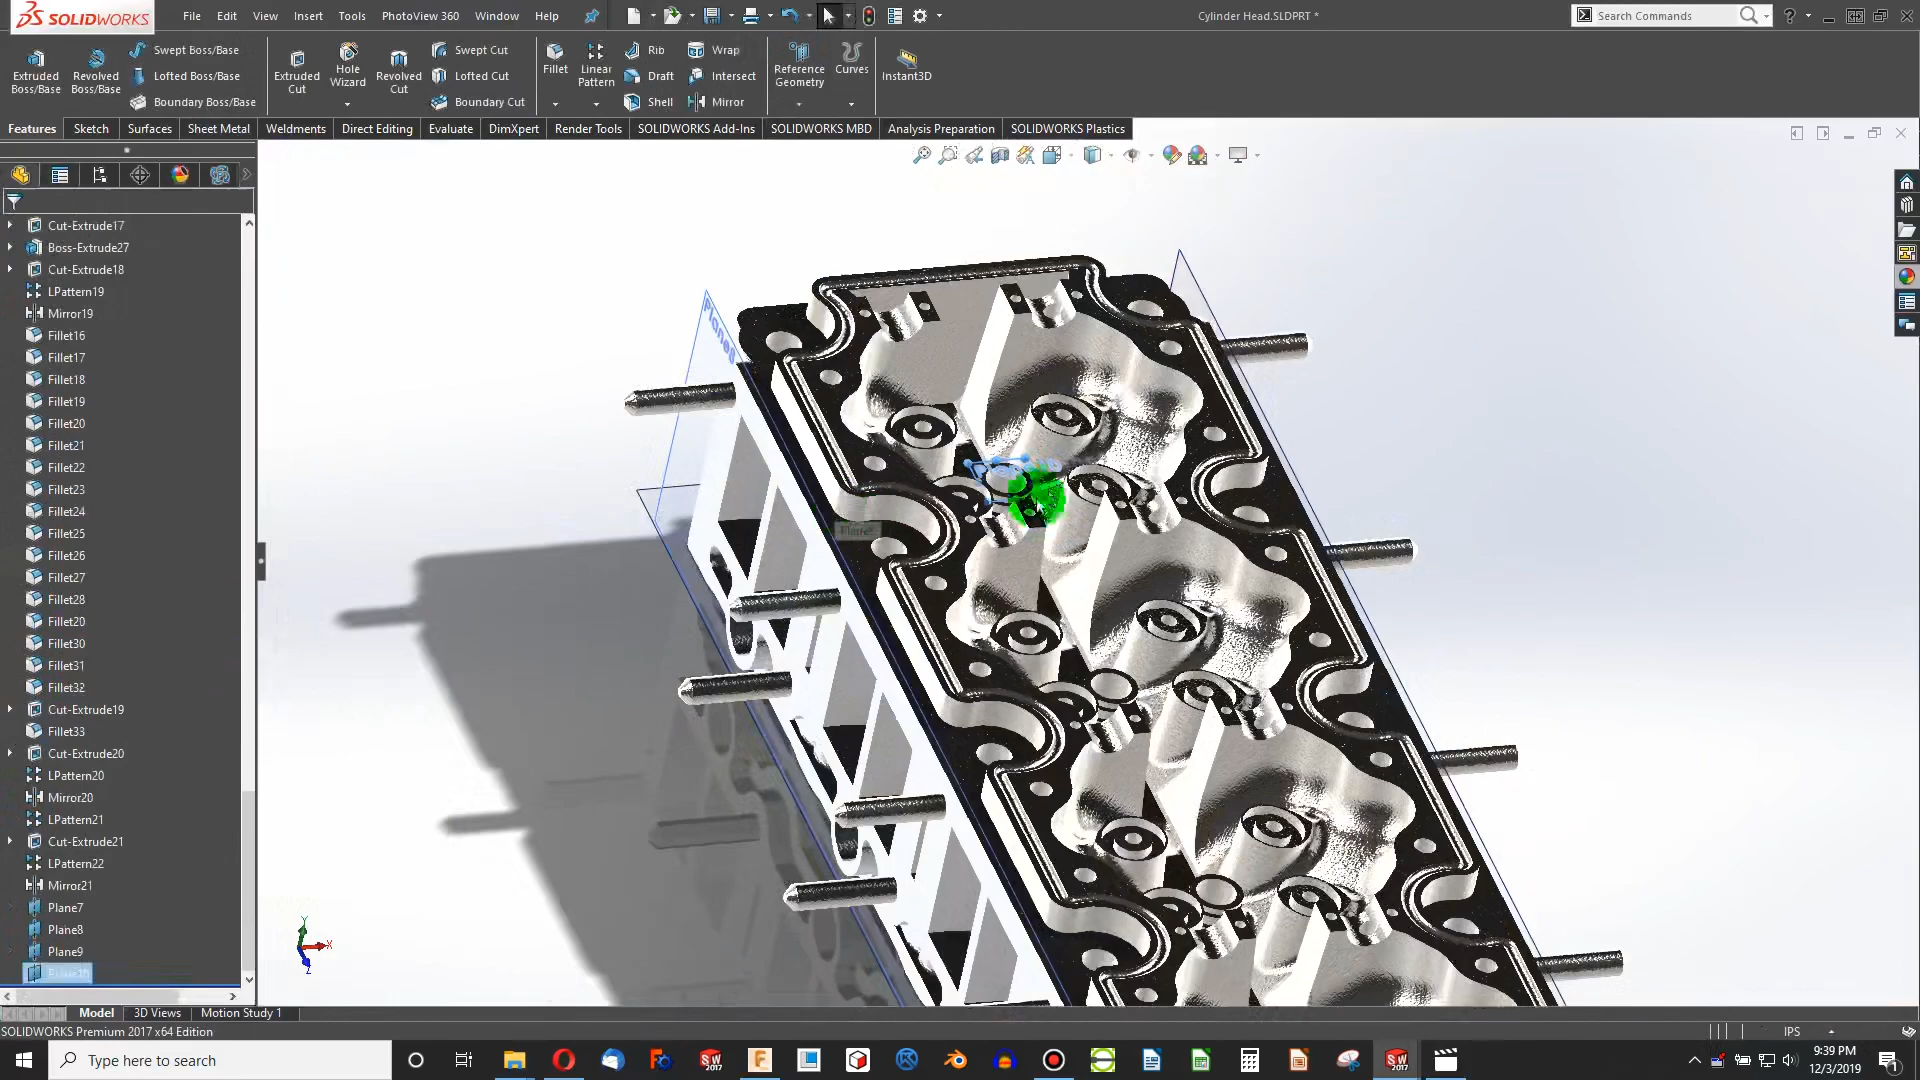 SOLIDWORKS
File Edit View Insert Tools PhotoView 360 Window Help
Cylinder Head.SLDPRT *
Search Commands
Extruded Boss/Base
Revolved Boss/Base
Swept Boss/Base
Lofted Boss/Base
Boundary Boss/Base
Extruded Cut
Hole Wizard
Revolved Cut
Swept Cut
Lofted Cut
Boundary Cut
Fillet
Linear Pattern
Rib
Draft
Shell
Wrap
Intersect
Mirror
Reference Geometry
Curves
Instant3D
Features Sketch Surfaces Sheet Metal Weldments Direct Editing Evaluate DimXpert Render Tools SOLIDWORKS Add-Ins SOLIDWORKS MBD Analysis Preparation SOLIDWORKS Plastics
Cut-Extrude17
Boss-Extrude27
Cut-Extrude18
LPattern19
Mirror19
Fillet16
Fillet17
Fillet18
Fillet19
Fillet20
Fillet21
Fillet22
Fillet23
Fillet24
Fillet25
Fillet26
Fillet27
Fillet28
Fillet20
Fillet30
Fillet31
Fillet32
Cut-Extrude19
Fillet33
Cut-Extrude20
LPattern20
Mirror20
LPattern21
Cut-Extrude21
LPattern22
Mirror21
Plane7
Plane8
Plane9
Plane10
Y
X
Z
Model 3D Views Motion Study 1
SOLIDWORKS Premium 2017 x64 Edition
IPS
Type here to search
9:39 PM
12/3/2019